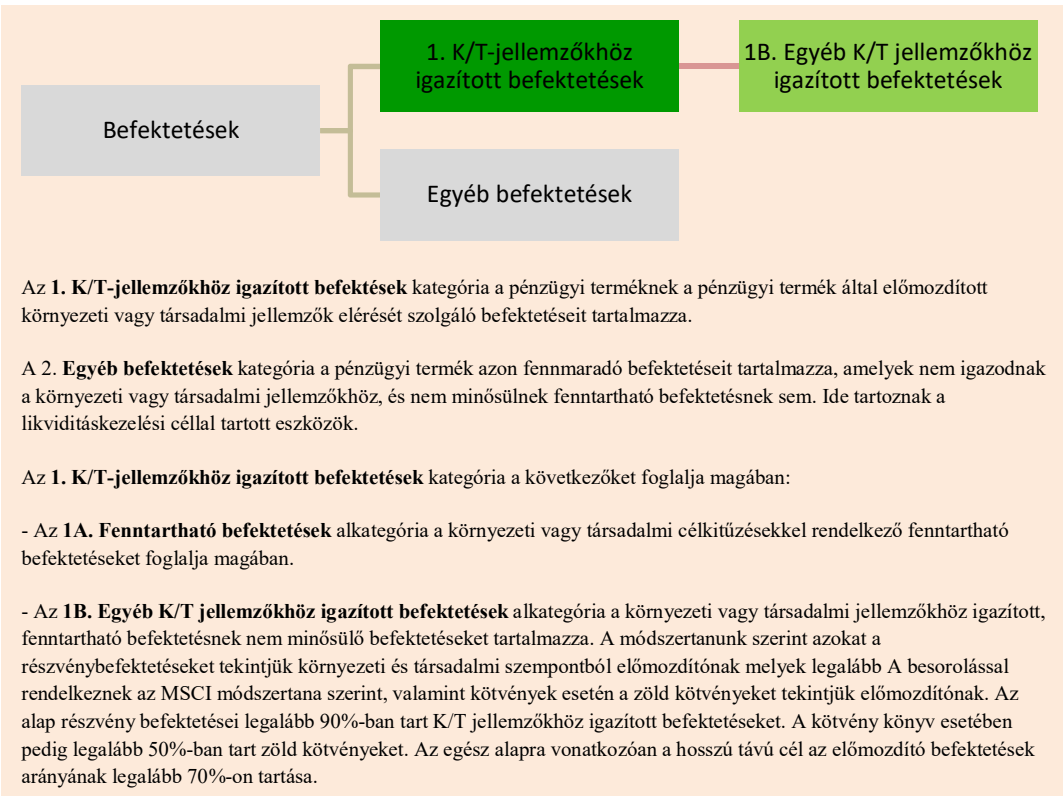 1. K/T-jellemzőkhöz
igazított befektetések
1B. Egyéb K/T jellemzőkhöz
igazított befektetések
Befektetések
Egyéb befektetések
Az 1. K/T-jellemzőkhöz igazított befektések kategória a pénzügyi terméknek a pénzügyi termék által előmozdított
környezeti vagy társadalmi jellemzők elérését szolgáló befektetéseit tartalmazza.
A 2. Egyéb befektetések kategória a pénzügyi termék azon fennmaradó befektetéseit tartalmazza, amelyek nem igazodnak
a környezeti vagy társadalmi jellemzőkhöz, és nem minősülnek fenntartható befektetésnek sem. Ide tartoznak a
likviditáskezelési céllal tartott eszközök.
Az 1. K/T-jellemzőkhöz igazított befektetések kategória a következőket foglalja magában:
- Az 1A. Fenntartható befektetések alkategória a környezeti vagy társadalmi célkitűzésekkel rendelkező fenntartható
befektetéseket foglalja magában.
- Az 1B. Egyéb K/T jellemzőkhöz igazított befektetések alkategória a környezeti vagy társadalmi jellemzőkhöz igazított,
fenntartható befektetésnek nem minősülő befektetéseket tartalmazza. A módszertanunk szerint azokat a
részvénybefektetéseket tekintjük környezeti és társadalmi szempontból előmozdítónak melyek legalább A besorolással
rendelkeznek az MSCI módszertana szerint, valamint kötvények esetén a zöld kötvényeket tekintjük előmozdítónak. Az
alap részvény befektetései legalább 90%-ban tart K/T jellemzőkhöz igazított befektetéseket. A kötvény könyv esetében
pedig legalább 50%-ban tart zöld kötvényeket. Az egész alapra vonatkozóan a hosszú távú cél az előmozdító befektetések
arányának legalább 70%-on tartása.